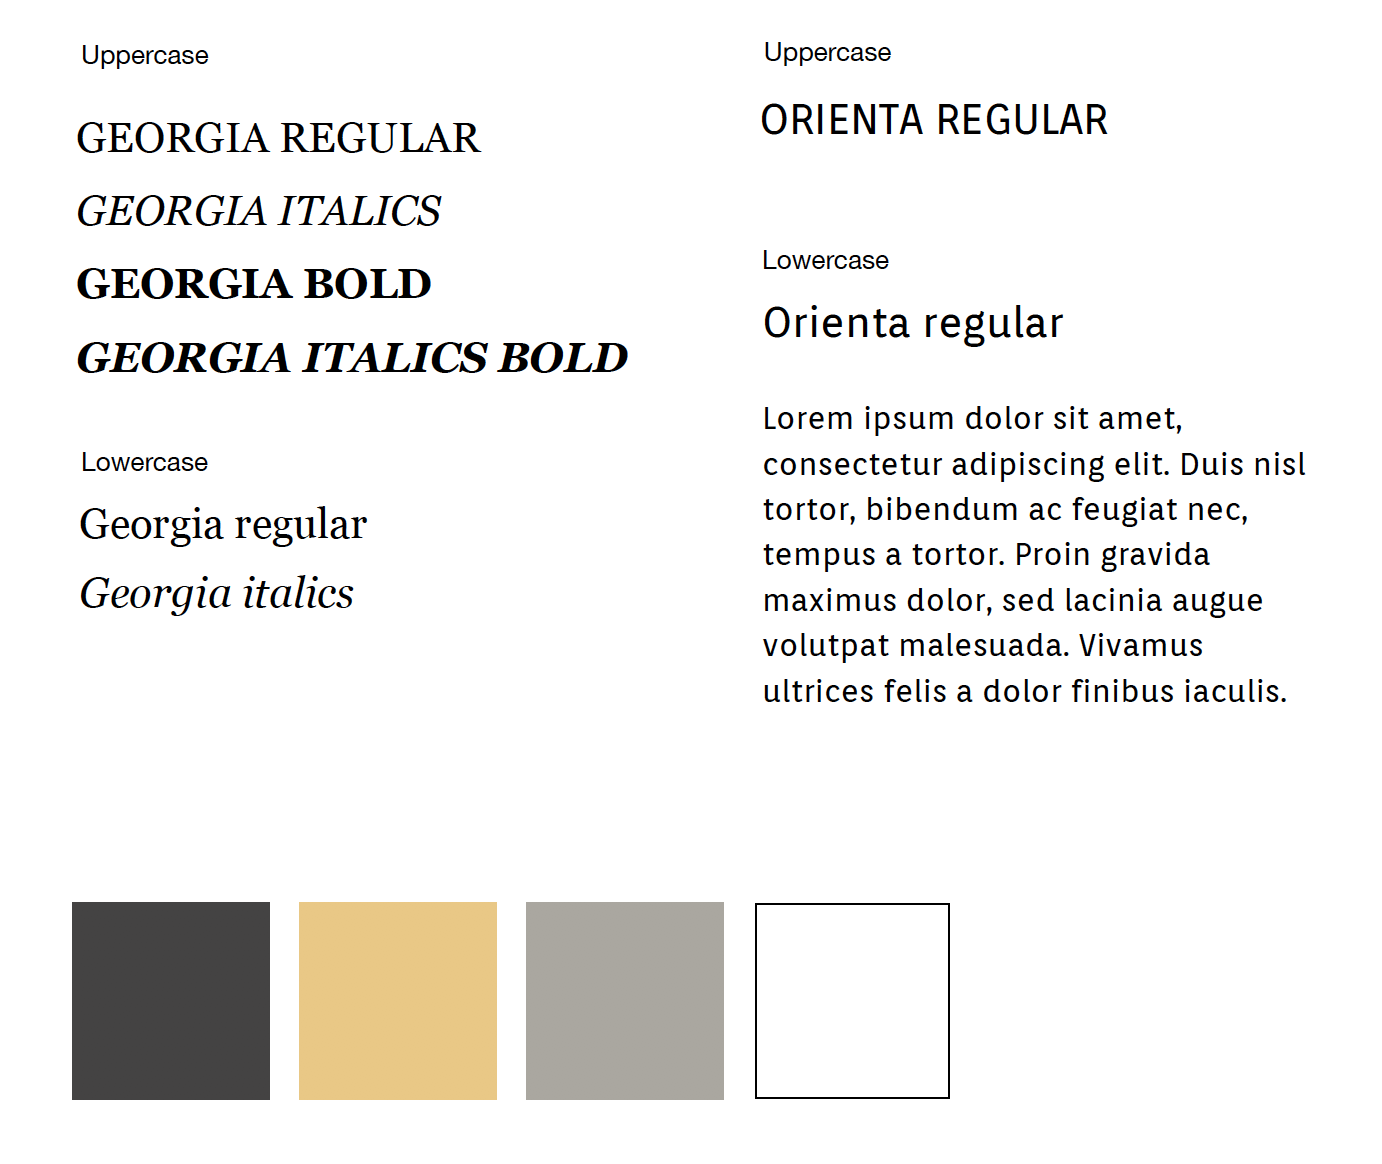 Uppercase
GEORGIA REGULAR
GEORGIA ITALICS
GEORGIA BOLD
GEORGIA ITALICS BOLD
Lowercase
Georgia regular
Georgia italics
Uppercase
ORIENTA REGULAR
Lowercase
Orienta regular
Lorem ipsum dolor sit amet,
consectetur adipiscing elit. Duis nisl
tortor, bibendum ac feugiat nec,
tempus a tortor. Proin gravida
maximus dolor, sed lacinia augue
volutpat malesuada. Vivamus
ultrices felis a dolor finibus iaculis.